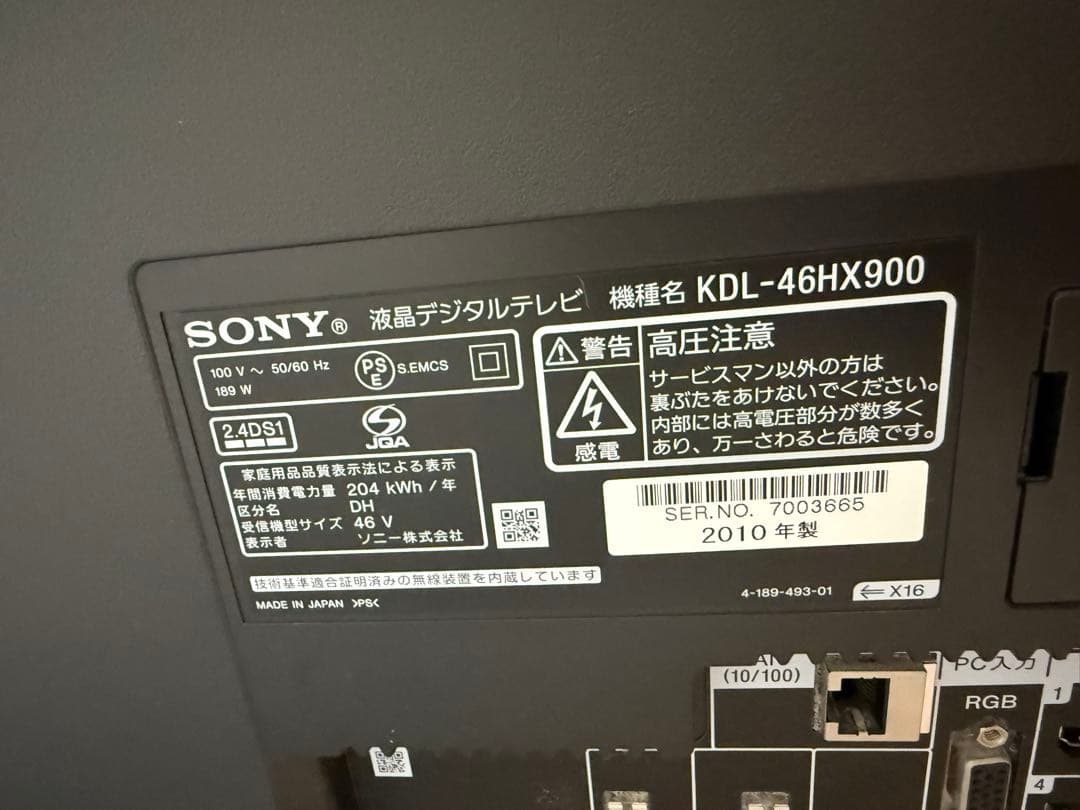 SONY® 液晶デジタルテレビ 機種名 KDL-46HX900
100 V ～ 50/60 Hz
189 W
PS
E
S.EMCS
2.4DS1
JQA
家庭用品品質表示法による表示
年間消費電力量 204 kWh / 年
区分名 DH
受信機型サイズ 46 V
表示者 ソニー株式会社
技術基準適合証明済みの無線装置を内蔵しています
MADE IN JAPAN >PS<
警告
感電
高圧注意
サービスマン以外の方は
裏ぶたをあけないでください。
内部には高電圧部分が数多く
あり、万一さわると危険です。
SER.NO. 7003665
2010 年製
4-189-493-01
X16
(10/100)
PC入力
RGB
1
4